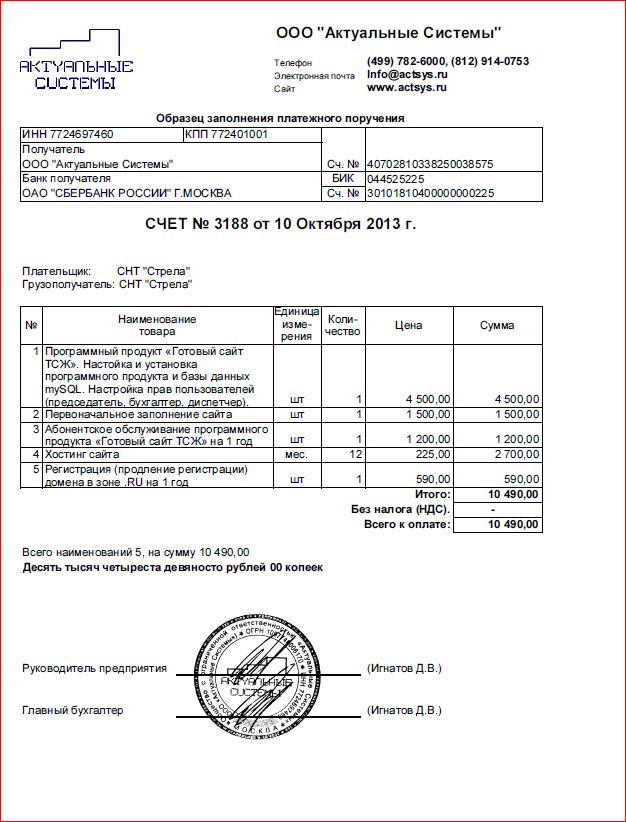 АКТУАЛЬНЫЕ
СИСТЕМЫ
ООО "Актуальные Системы"
Телефон (499) 782-6000, (812) 914-0753
Электронная почта Info@actsys.ru
Сайт www.actsys.ru
Образец заполнения платежного поручения
ИНН 7724697460 КПП 772401001
Получатель
ООО "Актуальные Системы" Сч. № 40702810338250038575
Банк получателя БИК 044525225
ОАО "СБЕРБАНК РОССИИ" Г.МОСКВА Сч. № 30101810400000000225
СЧЕТ № 3188 от 10 Октября 2013 г.
Плательщик: СНТ "Стрела"
Грузополучатель: СНТ "Стрела"
№ Наименование товара Единица изме-рения Коли-чество Цена Сумма
1 Программный продукт «Готовый сайт
ТСЖ». Настойка и установка
программного продукта и базы данных
mySQL. Настройка прав пользователей
(председатель, бухгалтер, диспетчер). шт 1 4 500,00 4 500,00
2 Первоначальное заполнение сайта шт 1 1 500,00 1 500,00
3 Абонентское обслуживание программного
продукта «Готовый сайт ТСЖ» на 1 год шт 1 1 200,00 1 200,00
4 Хостинг сайта мес. 12 225,00 2 700,00
5 Регистрация (продление регистрации)
домена в зоне .RU на 1 год шт 1 590,00 590,00
Итого: 10 490,00
Без налога (НДС). -
Всего к оплате: 10 490,00
Всего наименований 5, на сумму 10 490,00
Десять тысяч четыреста девяносто рублей 00 копеек
Руководитель предприятия (Игнатов Д.В.)
Главный бухгалтер (Игнатов Д.В.)
АКТУАЛЬНЫЕ
СИСТЕМЫ
МОСКВА